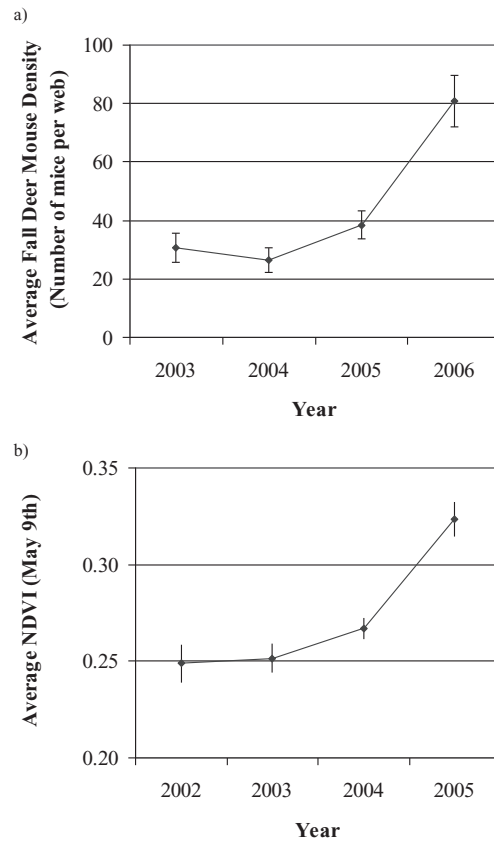 a)
Average Fall Deer Mouse Density
(Number of mice per web)
100
80
60
40
20
0
2003 2004 2005 2006
Year
b)
Average NDVI (May 9th)
0.35
0.30
0.25
0.20
2002 2003 2004 2005
Year